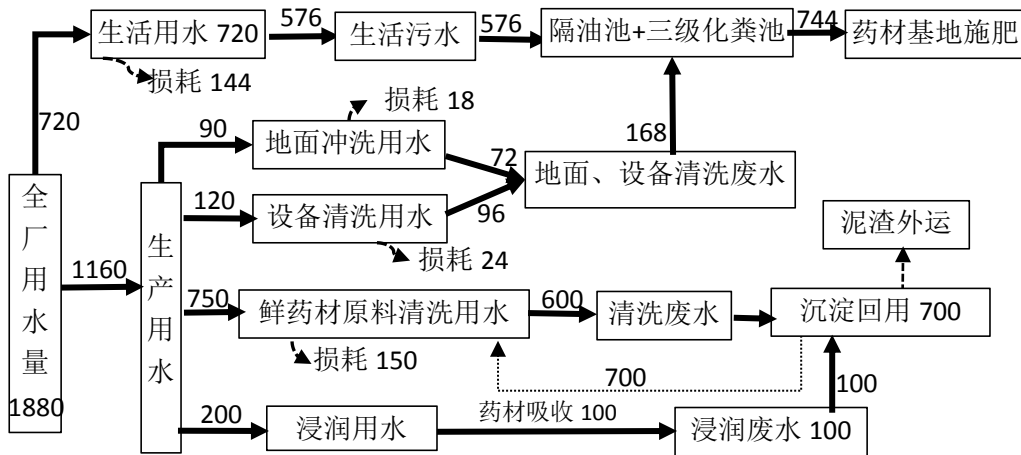 生活用水 720
576
生活污水
576
隔油池+三级化粪池
744
药材基地施肥
损耗 144
720
损耗 18
90
地面冲洗用水
72
168
地面、设备清洗废水
120
设备清洗用水
96
损耗 24
全厂用水量
1880
1160
生产用水
泥渣外运
750
鲜药材原料清洗用水
600
清洗废水
沉淀回用 700
损耗 150
700
100
200
浸润用水
药材吸收 100
浸润废水 100